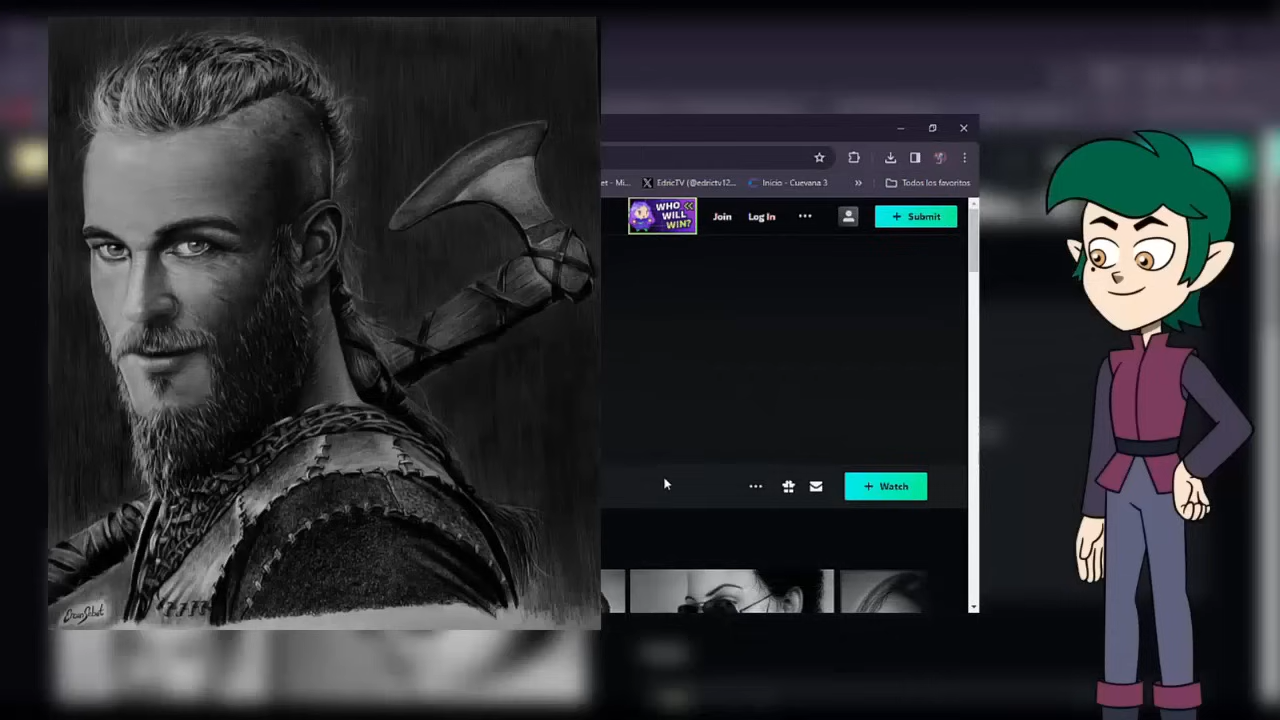 et - Mi...
EdricTV (@edrictv12...
Inicio - Cuevana 3
»
Todos los favoritos
WHO
WILL
WIN?
Join
Log In
+ Submit
+ Watch